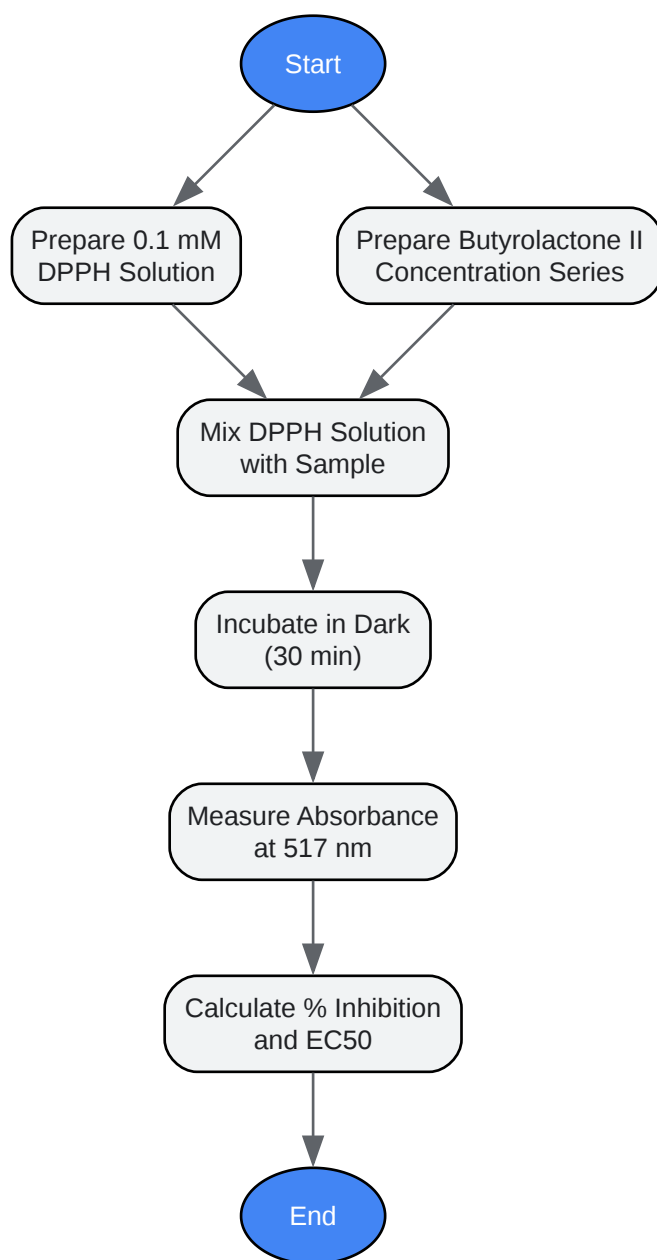 Start
Prepare 0.1 mM
DPPH Solution
Prepare Butyrolactone II
Concentration Series
Mix DPPH Solution
with Sample
Incubate in Dark
(30 min)
Measure Absorbance
at 517 nm
Calculate % Inhibition
and EC50
End